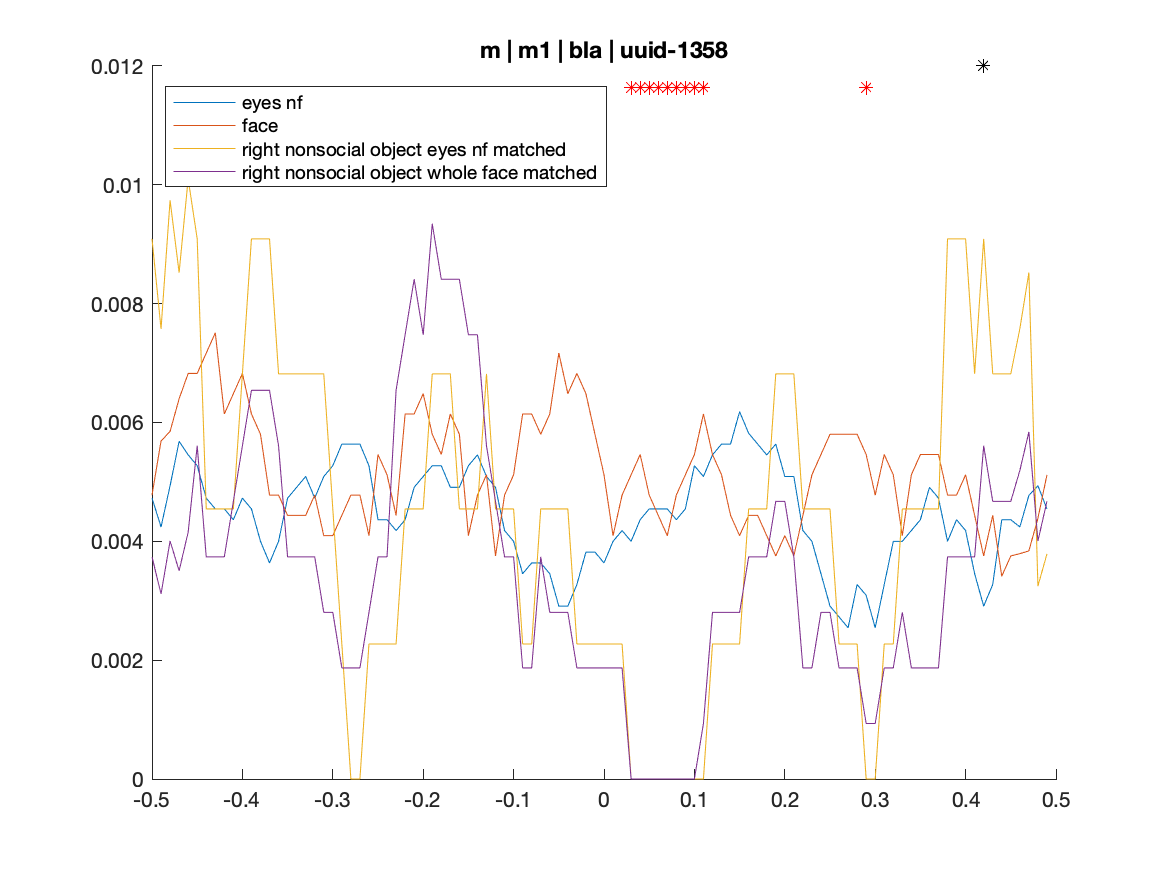 m | m1 | bla | uuid-1358
0.012
eyes nf
face
right nonsocial object eyes nf matched
right nonsocial object whole face matched
0.01
0.008
0.006
0.004
0.002
0
-0.5 -0.4 -0.3 -0.2 -0.1 0 0.1 0.2 0.3 0.4 0.5